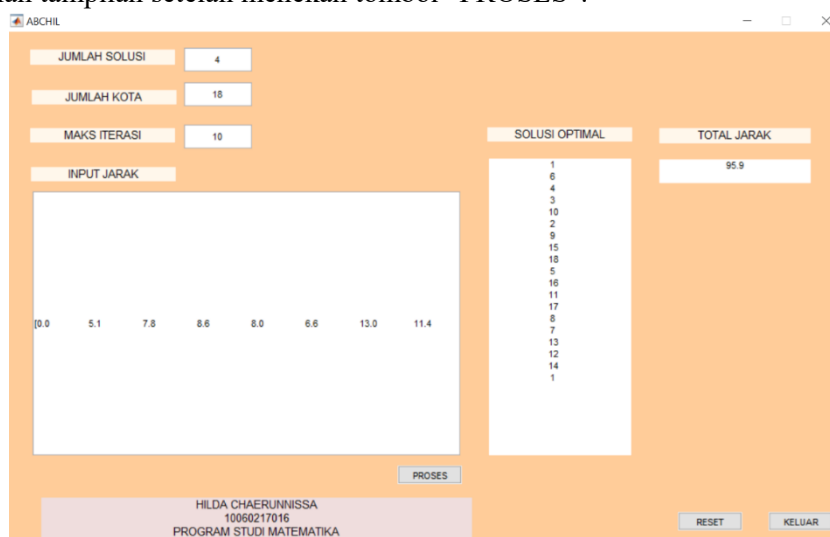 ABCHIL
JUMLAH SOLUSI 4
JUMLAH KOTA 18
MAKS ITERASI 10
INPUT JARAK
[0.0 5.1 7.8 8.6 8.0 6.6 13.0 11.4
PROSES
SOLUSI OPTIMAL
1
6
4
3
10
2
9
15
18
5
16
11
17
8
7
13
12
14
1
TOTAL JARAK
95.9
HILDA CHAERUNNISSA
10060217016
PROGRAM STUDI MATEMATIKA
RESET KELUAR